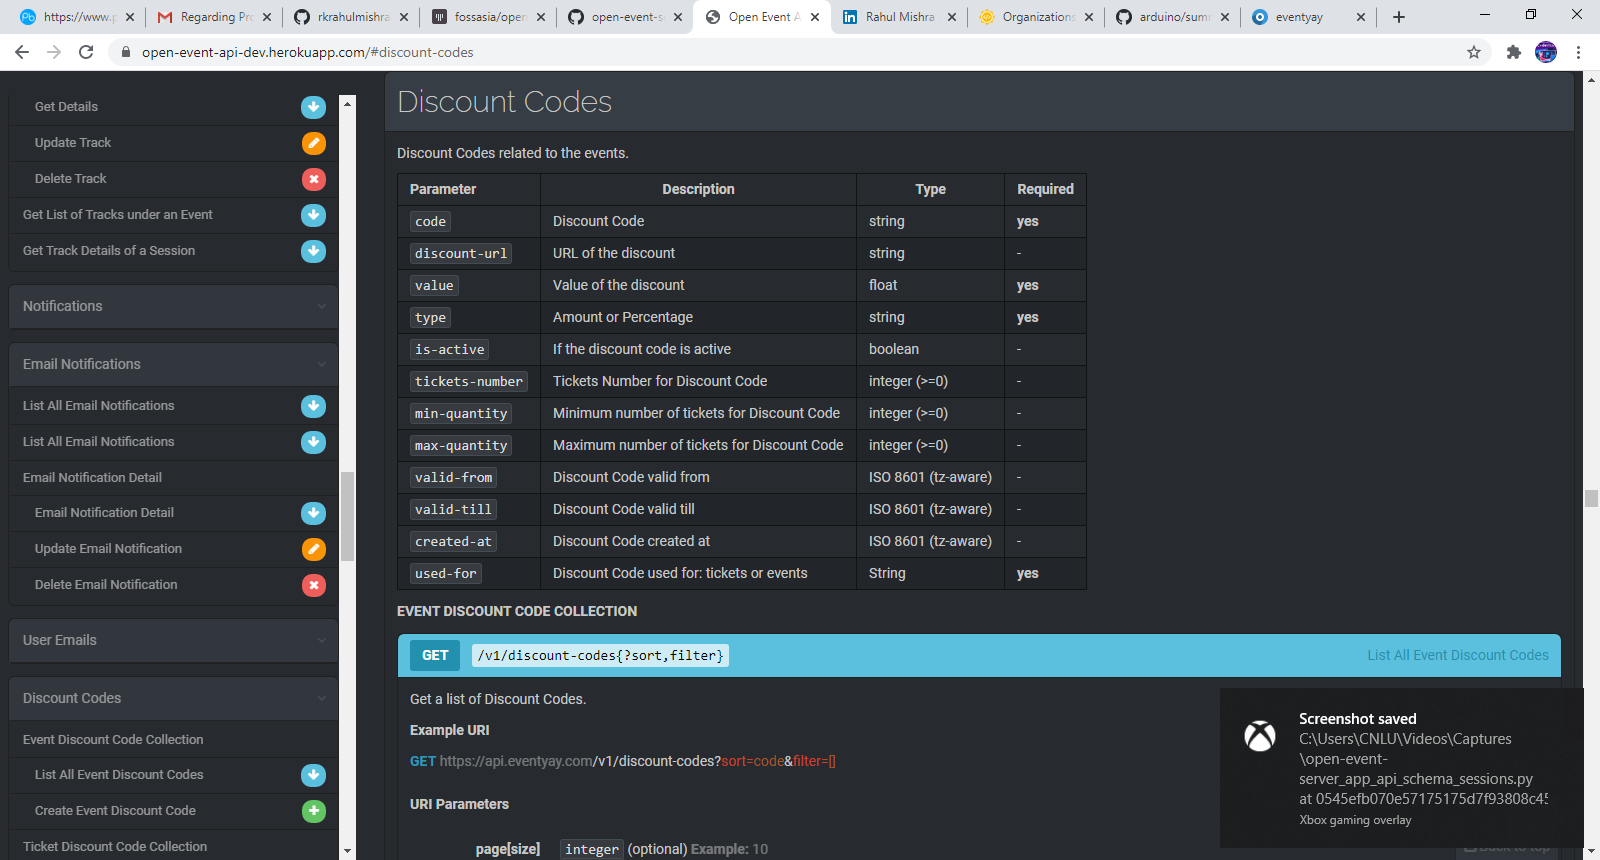 https://www.p
Regarding Pro
rkrahulmishra
fossasia/open
open-event-se
Open Event A
Rahul Mishra
Organizations
arduino/sum
eventyay
open-event-api-dev.herokuapp.com/#discount-codes
Get Details
Update Track
Delete Track
Get List of Tracks under an Event
Get Track Details of a Session
Notifications
Email Notifications
List All Email Notifications
List All Email Notifications
Email Notification Detail
Email Notification Detail
Update Email Notification
Delete Email Notification
User Emails
Discount Codes
Event Discount Code Collection
List All Event Discount Codes
Create Event Discount Code
Ticket Discount Code Collection
Discount Codes
Discount Codes related to the events.
Parameter Description Type Required
code Discount Code string yes
discount-url URL of the discount string -
value Value of the discount float yes
type Amount or Percentage string yes
is-active If the discount code is active boolean -
tickets-number Tickets Number for Discount Code integer (>=0) -
min-quantity Minimum number of tickets for Discount Code integer (>=0) -
max-quantity Maximum number of tickets for Discount Code integer (>=0) -
valid-from Discount Code valid from ISO 8601 (tz-aware) -
valid-till Discount Code valid till ISO 8601 (tz-aware) -
created-at Discount Code created at ISO 8601 (tz-aware) -
used-for Discount Code used for: tickets or events String yes
EVENT DISCOUNT CODE COLLECTION
GET /v1/discount-codes{?sort,filter} List All Event Discount Codes
Get a list of Discount Codes.
Example URI
GET https://api.eventyay.com/v1/discount-codes?sort=code&filter=[]
URI Parameters
page[size] integer (optional) Example: 10
Screenshot saved
C:\Users\CNLU\Videos\Captures
\open-event-
server_app_api_schema_sessions.py
at 0545efb070e57175175d7f93808c45
Xbox gaming overlay
Back to top